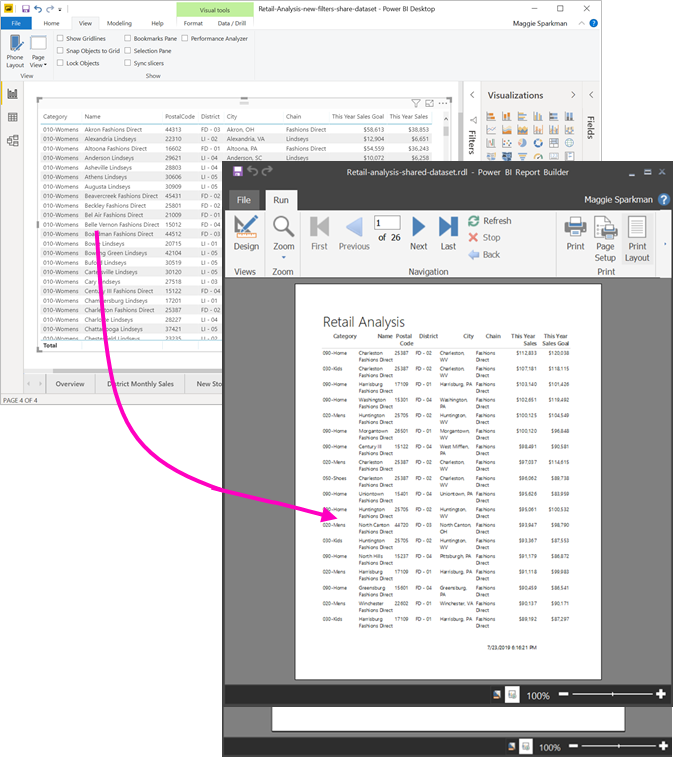 Visual tools
Retail-Analysis-new-filters-share-dataset - Power BI Desktop
Maggie Sparkman
File Home View Modeling Help Format Data / Drill
Phone Layout
Page View
Show Gridlines
Snap Objects to Grid
Lock Objects
Bookmarks Pane
Selection Pane
Sync slicers
Performance Analyzer
View
Show
Category Name PostalCode District City Chain This Year Sales Goal This Year Sales
010-Womens Akron Fashions Direct 44313 FD - 03 Akron, OH Fashions Direct $58,613 $38,853
010-Womens Alexandria Lindseys 22310 LI - 02 Alexandria, VA Lindseys $12,904 $6,651
010-Womens Altoona Fashions Direct 16602 FD - 01 Altoona, PA Fashions Direct $54,559 $43,243
010-Womens Anderson Lindseys 29621 LI - 04 Anderson, SC Lindseys $10,072 $6,258
010-Womens Asheville Lindseys 28803 LI - 04
010-Womens Athens Lindseys 30606 LI - 05
010-Womens Augusta Lindseys 30909 LI - 05
010-Womens Beavercreek Fashions Direct 45431 FD - 02
010-Womens Beckley Fashions Direct 25801 FD - 02
010-Womens Bel Air Fashions Direct 21009 FD - 01
010-Womens Belle Vernon Fashions Direct 15012 FD - 04
010-Womens Fashions Direct 44512 FD - 03
010-Womens Lindseys 20715 LI - 01
010-Womens Bowling Green Lindseys 42104 LI - 05
010-Womens Lindseys 30519 LI - 05
010-Womens Cartersville Lindseys 30120 LI - 05
010-Womens Cary Lindseys 27518 LI - 03
010-Womens Century III Fashions Direct 15122 FD - 04
010-Womens Chambersburg Lindseys 17201 LI - 01
010-Womens Charleston Fashions Direct 25387 FD - 02
010-Womens Charlotte Lindseys 28227 LI - 04
010-Womens Chattanooga Lindseys 37421 LI - 05
010-Womens Chesterfield Lindseys 23235 LI - 02
Total
Overview District Monthly Sales New Sto
PAGE 4 OF 4
Visualizations
Filters
Fields
Retail-analysis-shared-dataset.rdl - Power BI Report Builder
File Run
Maggie Sparkman
Design
Views
Zoom
Zoom
First
Previous
1
of 26
Next
Last
Refresh
Stop
Back
Navigation
Print
Page Setup
Print Layout
Print
Retail Analysis
Category Name Postal Code District City Chain This Year Sales This Year Sales Goal
090-Home Charleston Fashions Direct 25387 FD - 02 Charleston, WV Fashions Direct $112,833 $120,038
030-Kids Charleston Fashions Direct 25387 FD - 02 Charleston, WV Fashions Direct $107,181 $118,115
090-Home Harrisburg Fashions Direct 17109 FD - 01 Harrisburg, PA Fashions Direct $103,140 $101,426
090-Home Washington Fashions Direct 15301 FD - 04 Washington, PA Fashions Direct $102,651 $119,492
020-Mens Huntington Fashions Direct 25705 FD - 02 Huntington, WV Fashions Direct $100,125 $104,549
090-Home Morgantown Fashions Direct 26501 FD - 01 Morgantown, WV Fashions Direct $100,120 $96,848
090-Home Century III Fashions Direct 15122 FD - 04 West Mifflen, PA Fashions Direct $98,491 $90,581
020-Mens Charleston Fashions Direct 25387 FD - 02 Charleston, WV Fashions Direct $97,037 $114,615
050-Shoes Charleston Fashions Direct 25387 FD - 02 Charleston, WV Fashions Direct $96,062 $89,738
090-Home Uniontown Fashions Direct 15401 FD - 04 Uniontown, PA Fashions Direct $95,826 $83,959
090-Home Huntington Fashions Direct 25705 FD - 02 Huntington, WV Fashions Direct $95,061 $100,532
020-Mens North Canton Fashions Direct 44720 FD - 03 North Canton, OH Fashions Direct $93,947 $98,790
030-Kids Huntington Fashions Direct 25705 FD - 02 Huntington, WV Fashions Direct $93,367 $87,553
090-Home North Hills Fashions Direct 15237 FD - 04 Pittsburgh, PA Fashions Direct $91,179 $86,872
020-Mens Harrisburg Fashions Direct 17109 FD - 01 Harrisburg, PA Fashions Direct $91,118 $99,983
090-Home Greensburg Fashions Direct 15601 FD - 04 Greensburg, PA Fashions Direct $90,459 $86,541
020-Mens Winchester Fashions Direct 22602 FD - 01 Winchester, VA Fashions Direct $90,137 $90,171
030-Kids Harrisburg Fashions Direct 17109 FD - 01 Harrisburg, PA Fashions Direct $89,192 $87,297
7/23/2019 6:16:21 PM
100%
100%